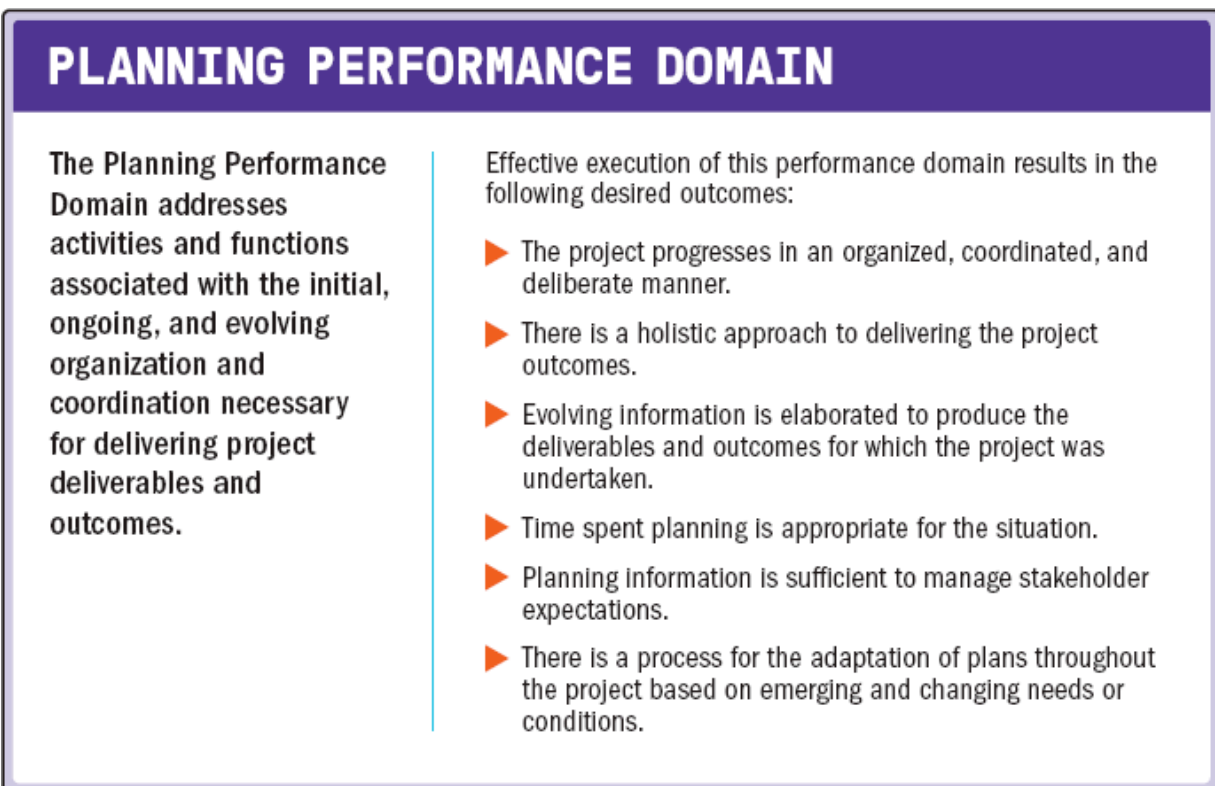 PLANNING PERFORMANCE DOMAIN
The Planning Performance
Domain addresses
activities and functions
associated with the initial,
ongoing, and evolving
organization and
coordination necessary
for delivering project
deliverables and
outcomes.
Effective execution of this performance domain results in the
following desired outcomes:
▶ The project progresses in an organized, coordinated, and
deliberate manner.
▶ There is a holistic approach to delivering the project
outcomes.
▶ Evolving information is elaborated to produce the
deliverables and outcomes for which the project was
undertaken.
▶ Time spent planning is appropriate for the situation.
▶ Planning information is sufficient to manage stakeholder
expectations.
▶ There is a process for the adaptation of plans throughout
the project based on emerging and changing needs or
conditions.